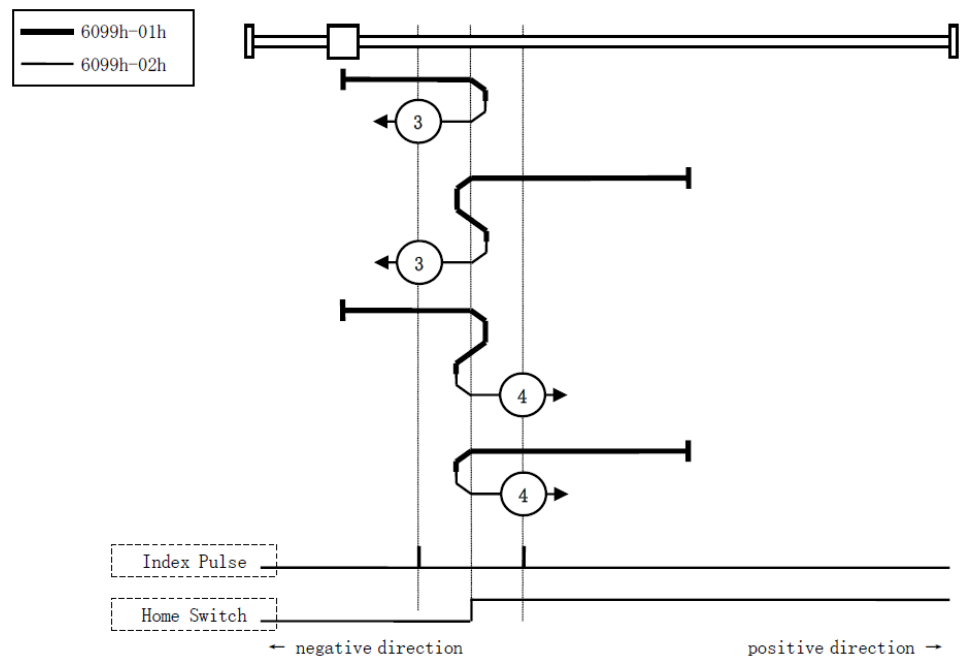 6099h-01h
6099h-02h
3
3
4
4
Index Pulse
Home Switch
← negative direction
positive direction →